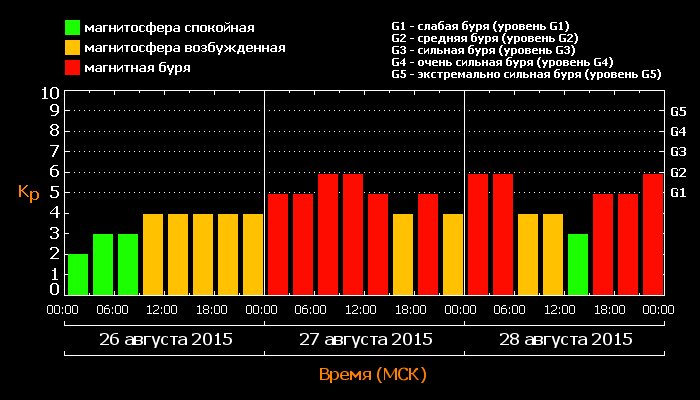 магнитосфера спокойная
магнитосфера возбужденная
магнитная буря
G1 - слабая буря (уровень G1)
G2 - средняя буря (уровень G2)
G3 - сильная буря (уровень G3)
G4 - очень сильная буря (уровень G4)
G5 - экстремально сильная буря (уровень G5)
10
9
8
7
6
5
4
3
2
1
0
Kp
G5
G4
G3
G2
G1
00:00 06:00 12:00 18:00 00:00 06:00 12:00 18:00 00:00 06:00 12:00 18:00 00:00
26 августа 2015 27 августа 2015 28 августа 2015
Время (МСК)